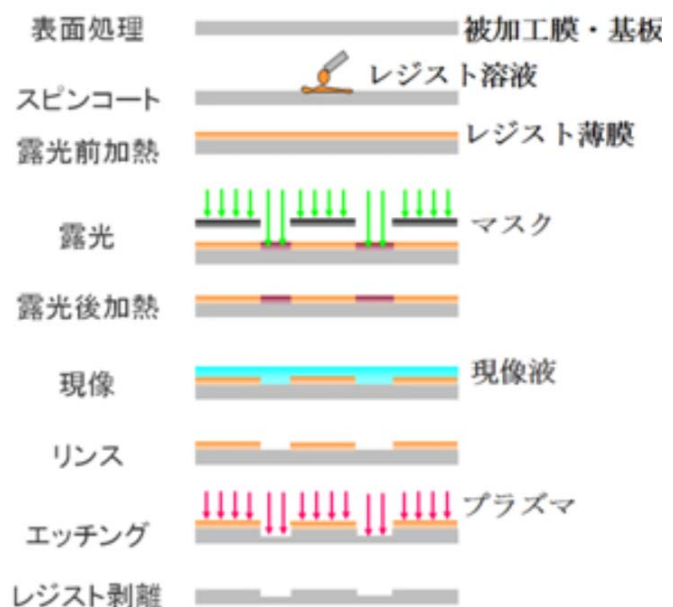 表面処理
被加工膜・基板
レジスト溶液
スピンコート
レジスト薄膜
露光前加熱
マスク
露光
露光後加熱
現像液
現像
リンス
プラズマ
エッチング
レジスト剥離